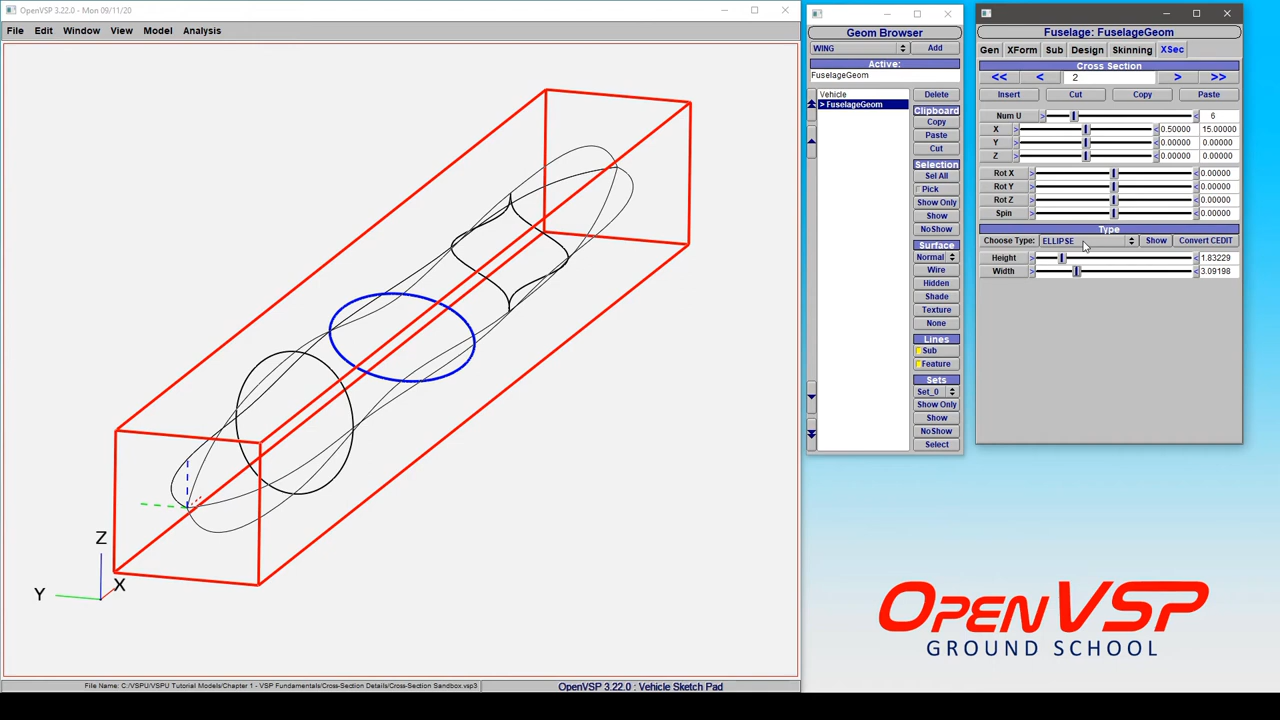 OpenVSP 3.22.0 - Mon 09/11/20
File Edit Window View Model Analysis
Z
Y
X
File Name: C:/VSPU/VSPU Tutorial Models/Chapter 1 - VSP Fundamentals/Cross-Section Details/Cross-Section Sandbox.vsp3
OpenVSP 3.22.0 : Vehicle Sketch Pad
Geom Browser
WING Add
Active:
FuselageGeom
Vehicle
> FuselageGeom
Delete
Clipboard
Copy
Paste
Cut
Selection
Sel All
Pick
Show Only
Show
NoShow
Surface
Normal
Wire
Hidden
Shade
Texture
None
Lines
Sub
Feature
Sets
Set_0
Show Only
Show
NoShow
Select
Fuselage: FuselageGeom
Gen XForm Sub Design Skinning XSec
Cross Section
<< < 2 > >>
Insert Cut Copy Paste
Num U > < 6
X > < 0.50000 15.00000
Y > < 0.00000 0.00000
Z > < 0.00000 0.00000
Rot X > < 0.00000
Rot Y > < 0.00000
Rot Z > < 0.00000
Spin > < 0.00000
Type
Choose Type: ELLIPSE Show Convert CEDIT
Height > < 1.83229
Width > < 3.09198
OPENVSP
GROUND SCHOOL